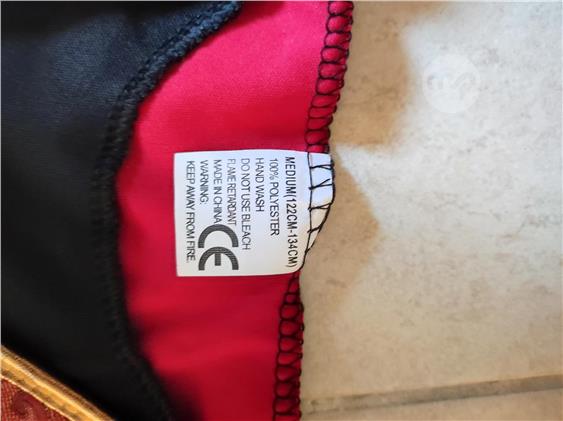 MEDIUM(122CM-134CM)
100% POLYESTER
HAND WASH
DO NOT USE BLEACH
FLAME RETARDANT
MADE IN CHINA
WARNING:
KEEP AWAY FROM FIRE.
CE